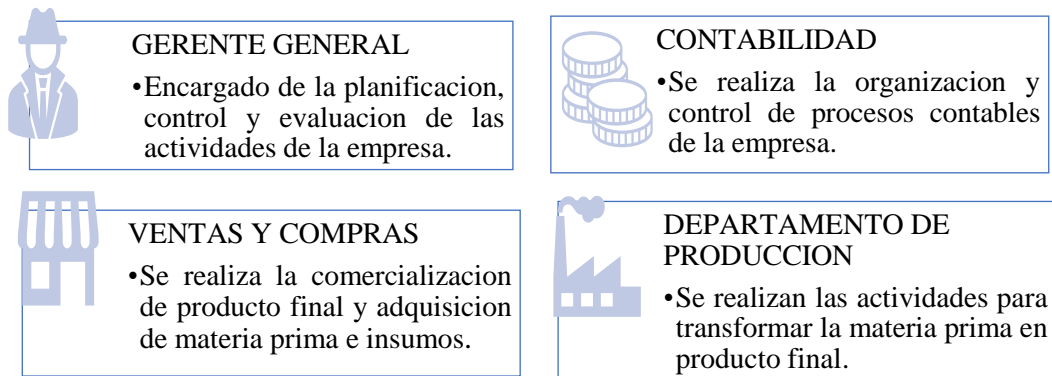 GERENTE GENERAL
•Encargado de la planificacion,
control y evaluacion de las
actividades de la empresa.
CONTABILIDAD
•Se realiza la organizacion y
control de procesos contables
de la empresa.
VENTAS Y COMPRAS
•Se realiza la comercializacion
de producto final y adquisicion
de materia prima e insumos.
DEPARTAMENTO DE
PRODUCCION
•Se realizan las actividades para
transformar la materia prima en
producto final.